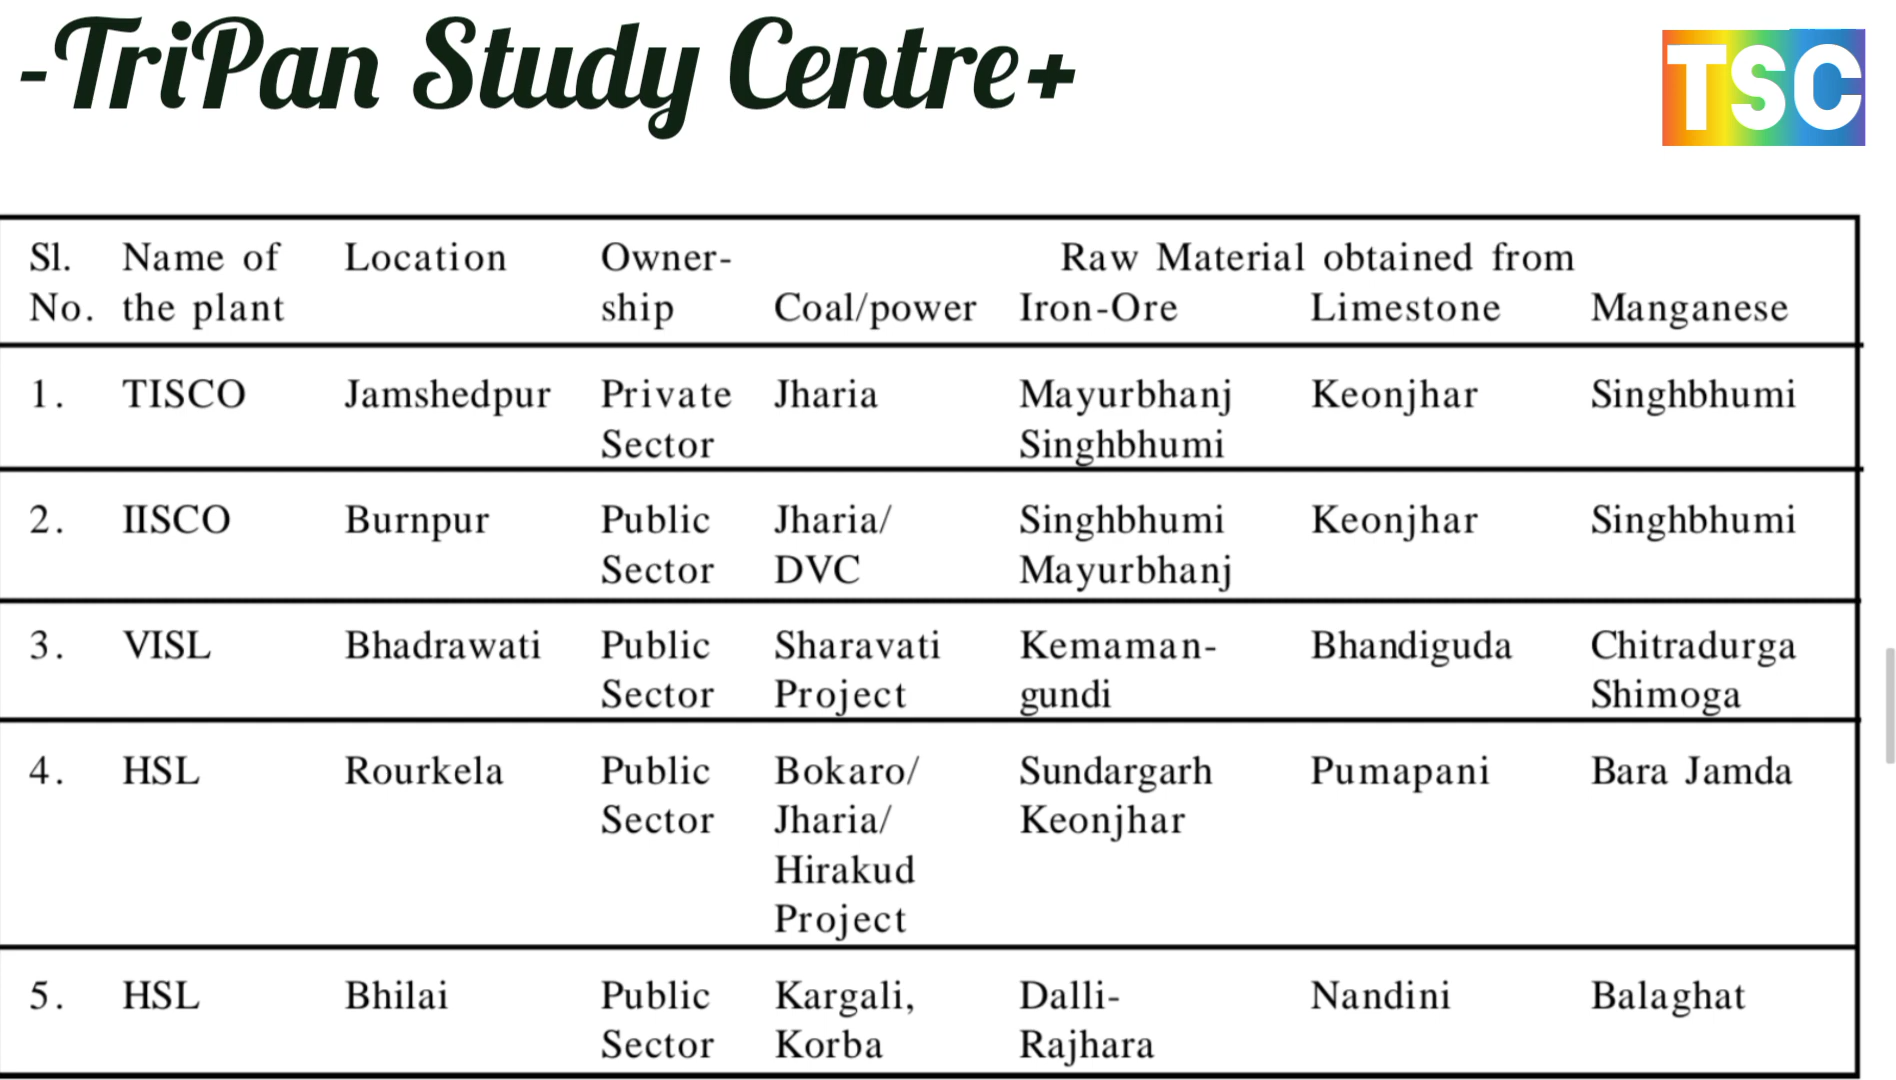 -TriPan Study Centre+
TSC
Sl. Name of Location Owner- Raw Material obtained from
No. the plant ship Coal/power Iron-Ore Limestone Manganese
1. TISCO Jamshedpur Private Jharia Mayurbhanj Keonjhar Singhbhumi
Sector Singhbhumi
2. IISCO Burnpur Public Jharia/ Singhbhumi Keonjhar Singhbhumi
Sector DVC Mayurbhanj
3. VISL Bhadrawati Public Sharavati Kemaman- Bhandiguda Chitradurga
Sector Project gundi Shimoga
4. HSL Rourkela Public Bokaro/ Sundargarh Pumapani Bara Jamda
Sector Jharia/ Keonjhar
Hirakud
Project
5. HSL Bhilai Public Kargali, Dalli- Nandini Balaghat
Sector Korba Rajhara